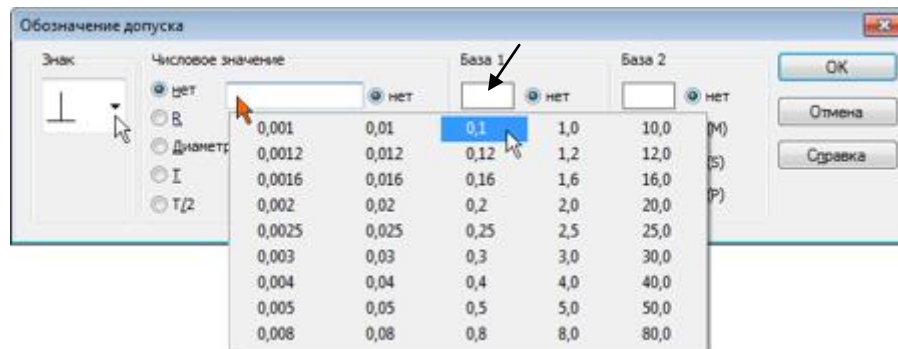 Обозначение допуска
Знак Числовое значение База 1 База 2
нет нет нет нет OK
R Отмена
Диаметр (M)
T (S) Справка
T/2 (P)
0,001 0,01 0,1 1,0 10,0
0,0012 0,012 0,12 1,2 12,0
0,0016 0,016 0,16 1,6 16,0
0,002 0,02 0,2 2,0 20,0
0,0025 0,025 0,25 2,5 25,0
0,003 0,03 0,3 3,0 30,0
0,004 0,04 0,4 4,0 40,0
0,005 0,05 0,5 5,0 50,0
0,008 0,08 0,8 8,0 80,0